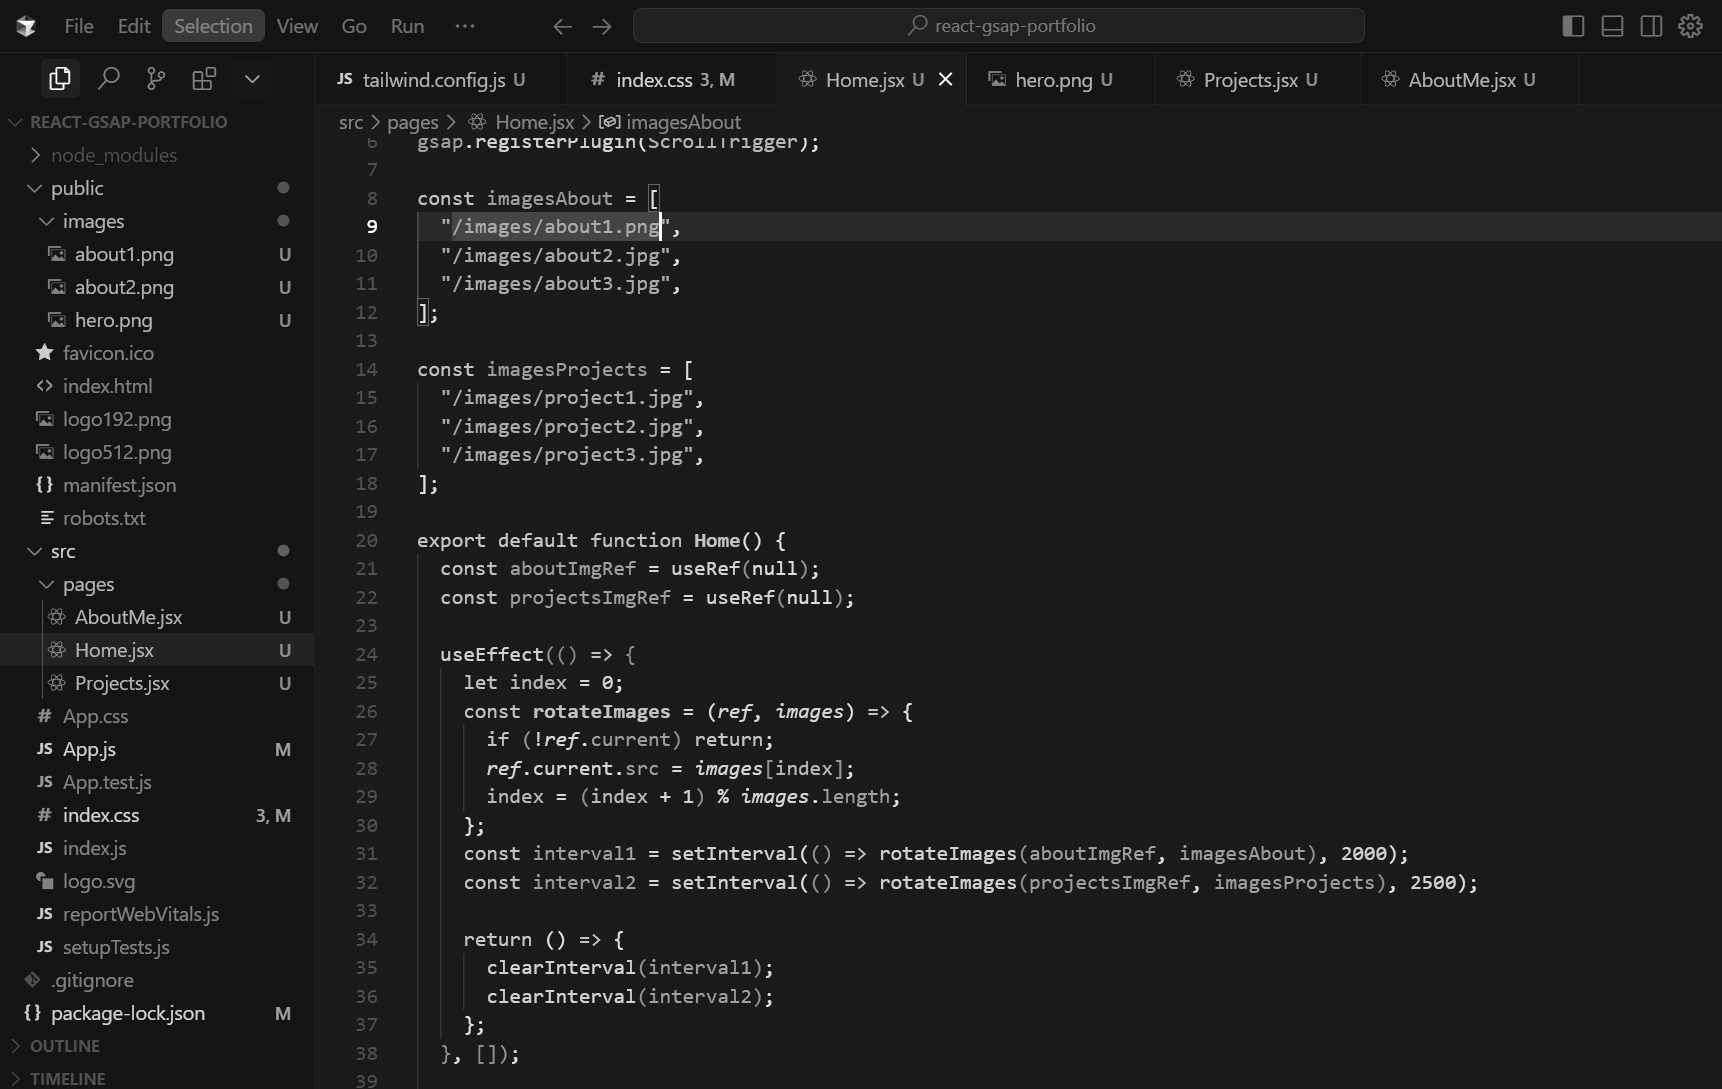 File Edit Selection View Go Run ···
react-gsap-portfolio
JS tailwind.config.js U
# index.css 3, M
Home.jsx U
hero.png U
Projects.jsx U
AboutMe.jsx U
REACT-GSAP-PORTFOLIO
node_modules
public
images
about1.png U
about2.png U
hero.png U
favicon.ico
<> index.html
logo192.png
logo512.png
{} manifest.json
robots.txt
src
pages
AboutMe.jsx U
Home.jsx U
Projects.jsx U
# App.css
JS App.js M
JS App.test.js
# index.css 3, M
JS index.js
logo.svg
JS reportWebVitals.js
JS setupTests.js
.gitignore
{} package-lock.json M
OUTLINE
TIMELINE
src > pages > Home.jsx > imagesAbout
6 gsap.registerPlugin(ScrollTrigger);
7
8 const imagesAbout = [
9 "/images/about1.png",
10 "/images/about2.jpg",
11 "/images/about3.jpg",
12 ];
13
14 const imagesProjects = [
15 "/images/project1.jpg",
16 "/images/project2.jpg",
17 "/images/project3.jpg",
18 ];
19
20 export default function Home() {
21 const aboutImgRef = useRef(null);
22 const projectsImgRef = useRef(null);
23
24 useEffect(() => {
25 let index = 0;
26 const rotateImages = (ref, images) => {
27 if (!ref.current) return;
28 ref.current.src = images[index];
29 index = (index + 1) % images.length;
30 };
31 const interval1 = setInterval(() => rotateImages(aboutImgRef, imagesAbout), 2000);
32 const interval2 = setInterval(() => rotateImages(projectsImgRef, imagesProjects), 2500);
33
34 return () => {
35 clearInterval(interval1);
36 clearInterval(interval2);
37 };
38 }, []);
39